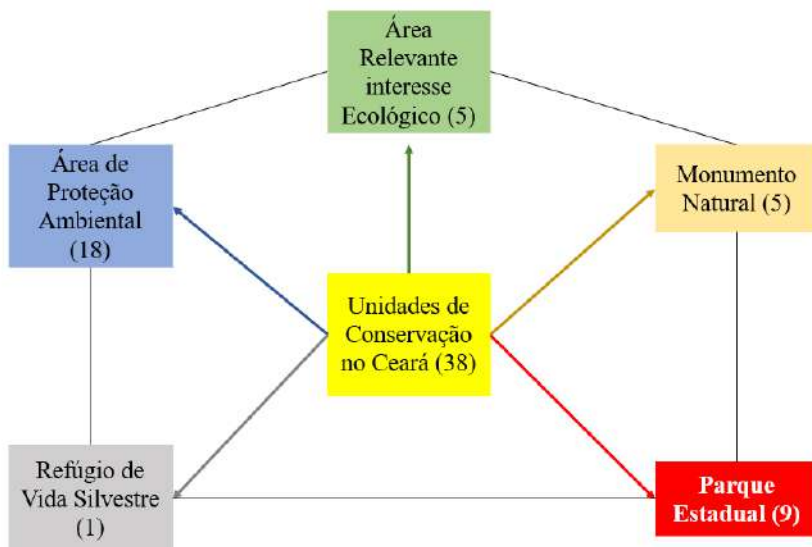 Área
Relevante
interesse
Ecológico (5)
Área de
Proteção
Ambiental
(18)
Monumento
Natural (5)
Unidades de
Conservação
no Ceará (38)
Refúgio de
Vida Silvestre
(1)
Parque
Estadual (9)